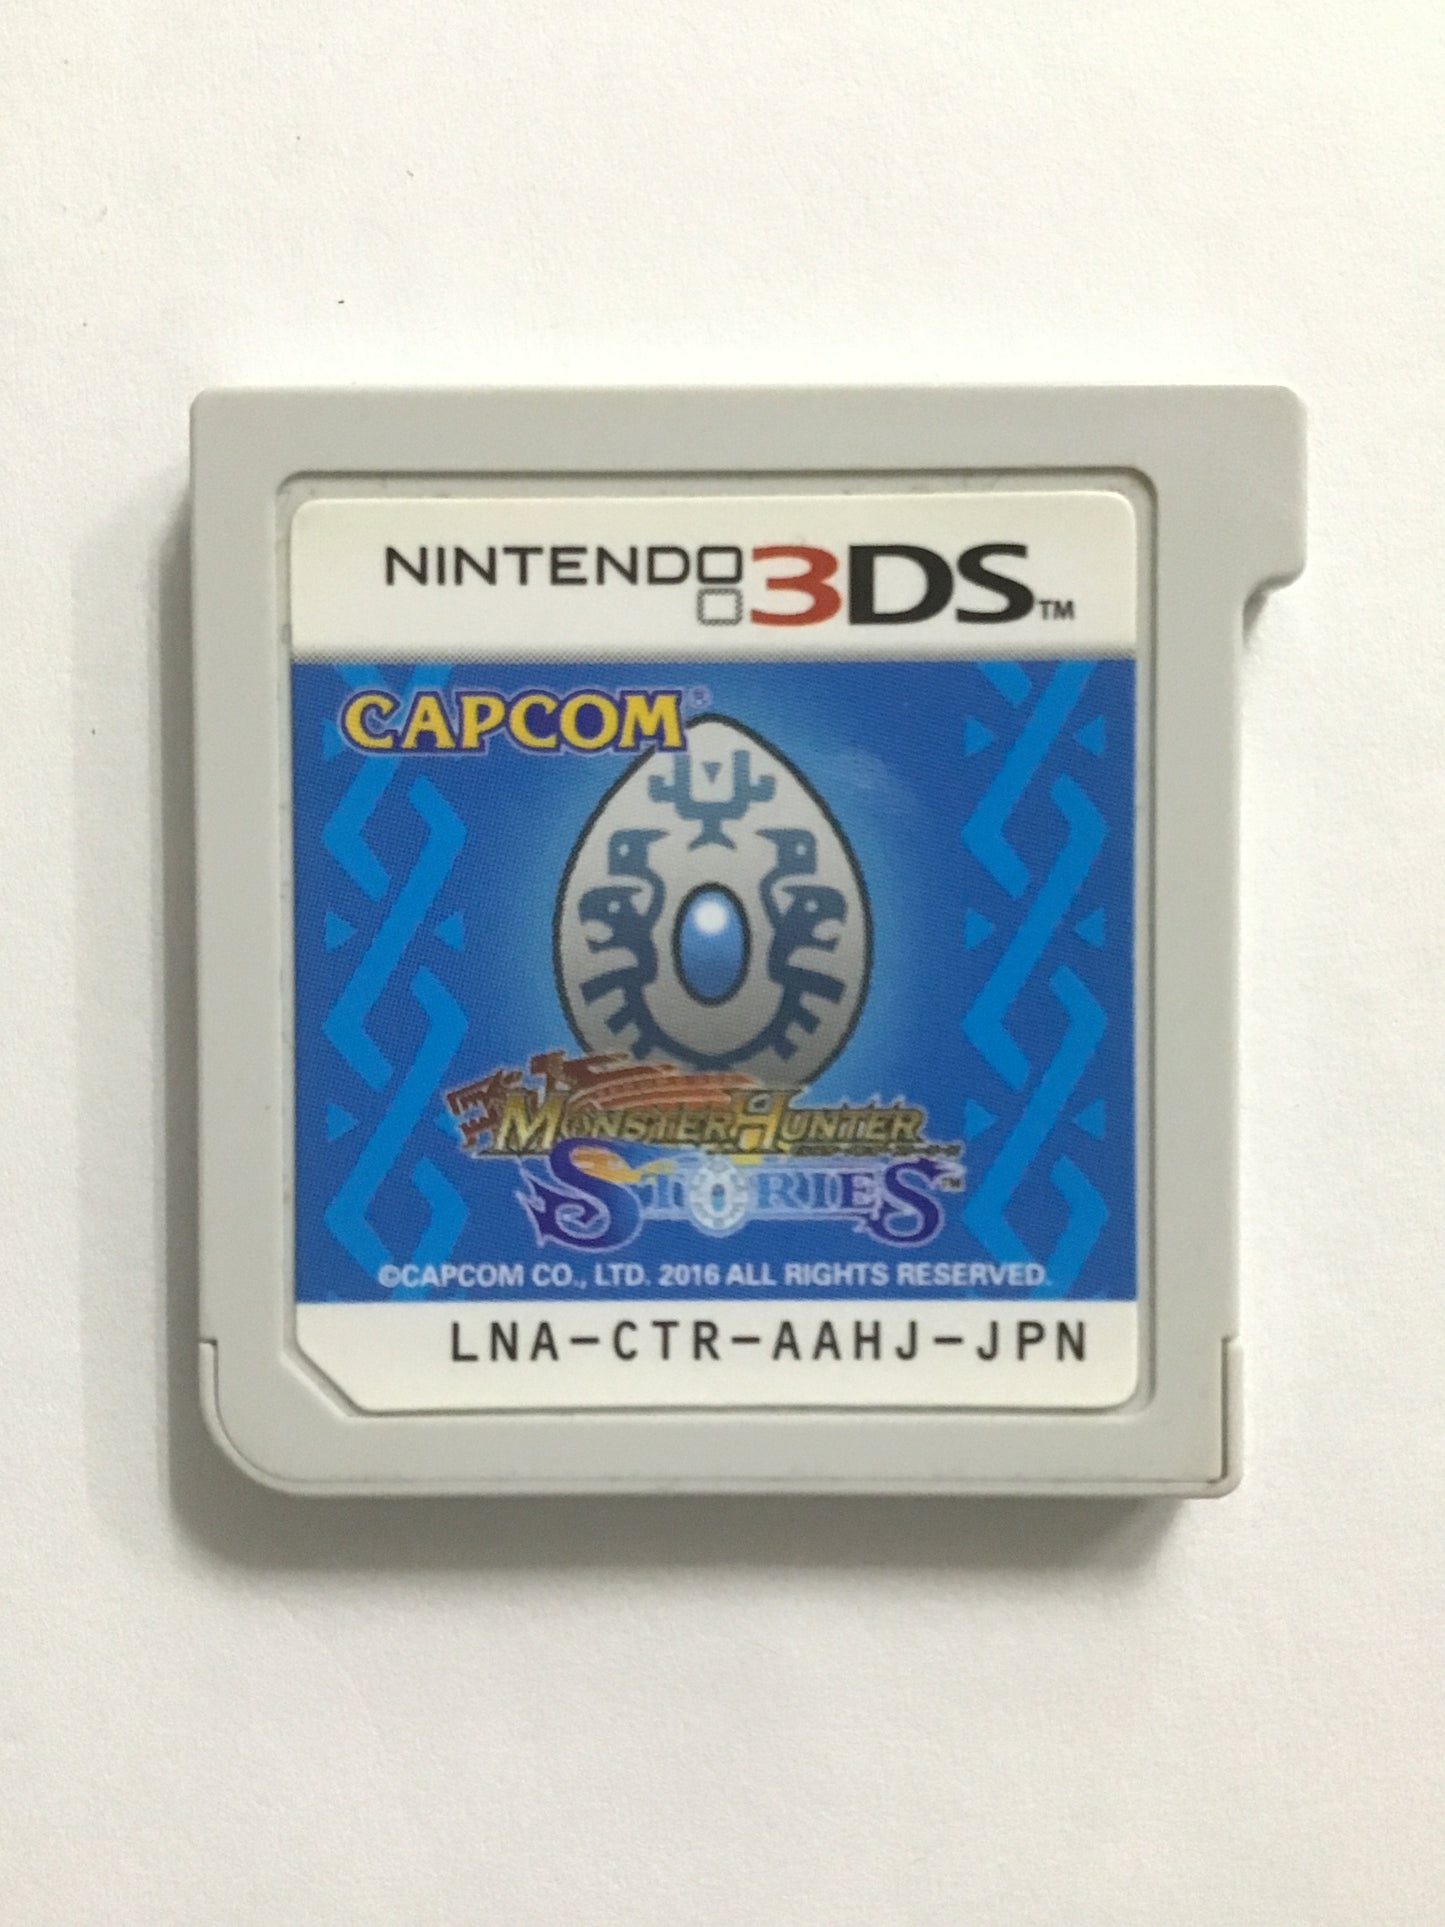 NINTENDO 3DS™
CAPCOM®
MONSTER HUNTER
STORIES™
©CAPCOM CO., LTD. 2016 ALL RIGHTS RESERVED.
LNA-CTR-AAHJ-JPN